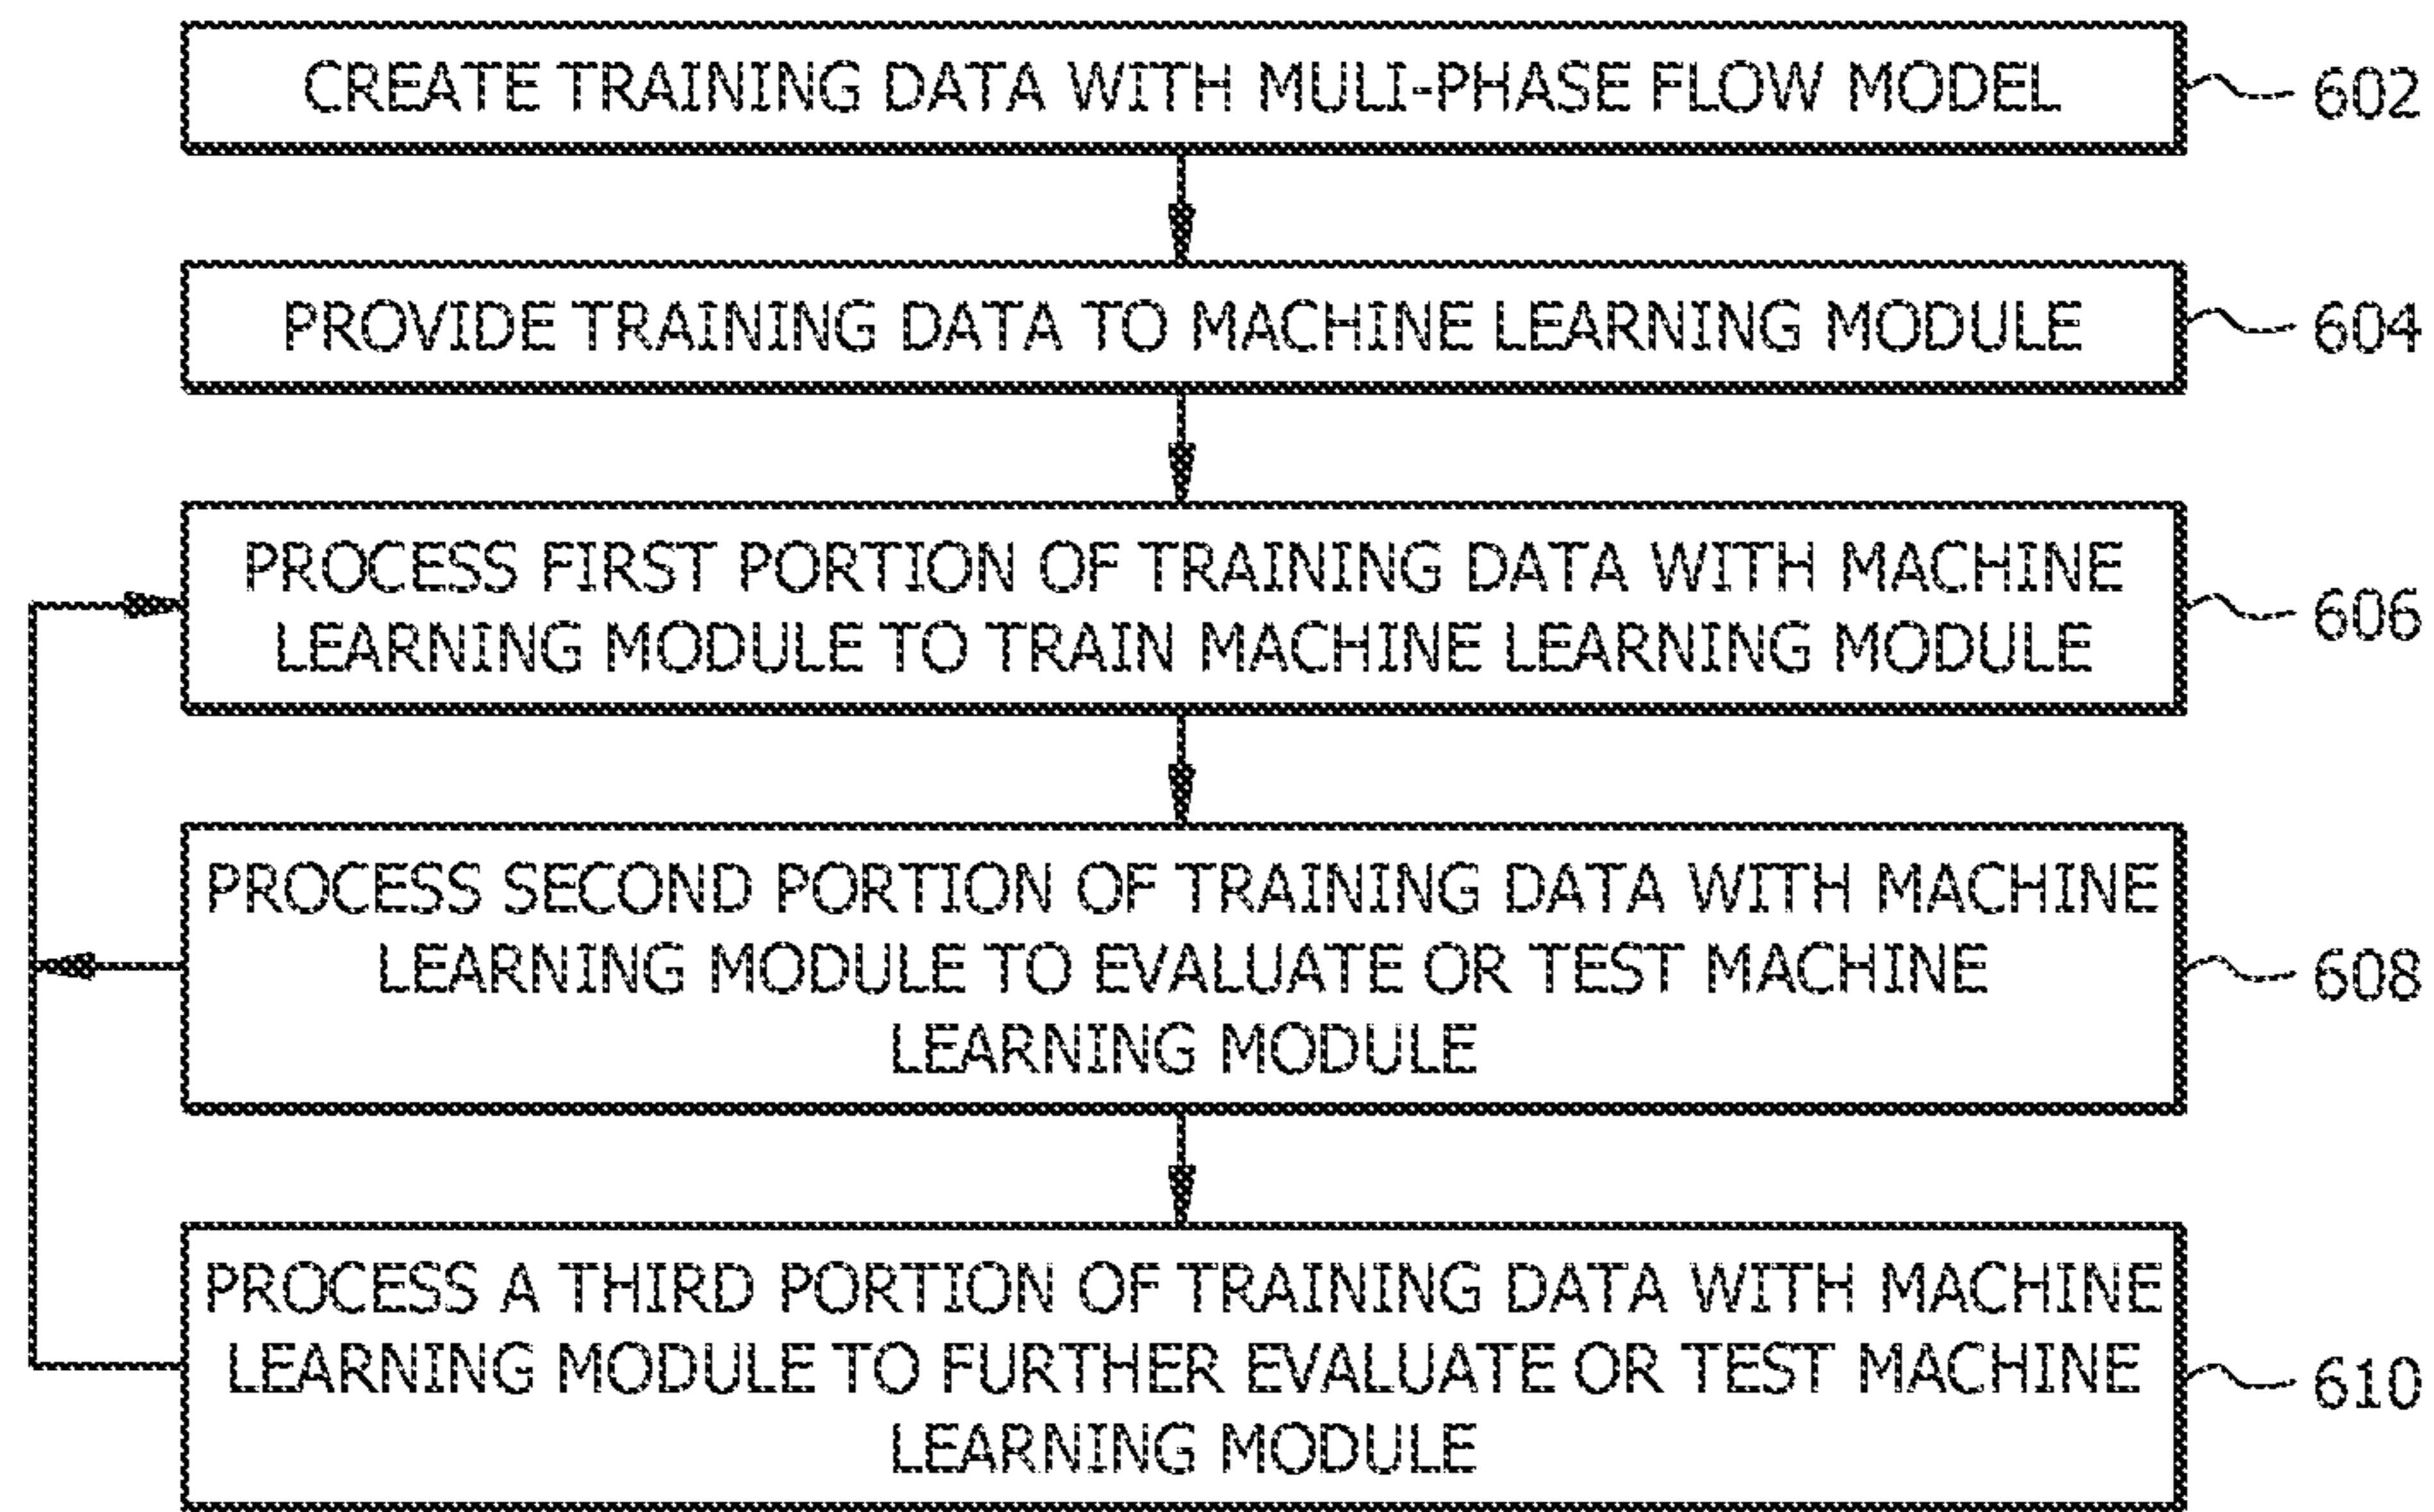 CREATE TRAINING DATA WITH MULI-PHASE FLOW MODEL
602
PROVIDE TRAINING DATA TO MACHINE LEARNING MODULE
604
PROCESS FIRST PORTION OF TRAINING DATA WITH MACHINE
LEARNING MODULE TO TRAIN MACHINE LEARNING MODULE
606
PROCESS SECOND PORTION OF TRAINING DATA WITH MACHINE
LEARNING MODULE TO EVALUATE OR TEST MACHINE
LEARNING MODULE
608
PROCESS A THIRD PORTION OF TRAINING DATA WITH MACHINE
LEARNING MODULE TO FURTHER EVALUATE OR TEST MACHINE
LEARNING MODULE
610